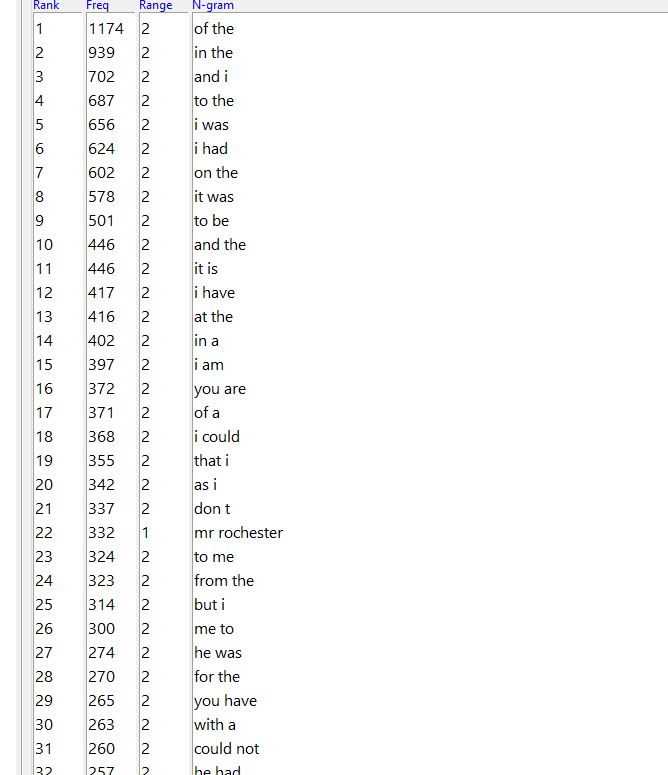 Rank Freq Range N-gram
1 1174 2 of the
2 939 2 in the
3 702 2 and i
4 687 2 to the
5 656 2 i was
6 624 2 i had
7 602 2 on the
8 578 2 it was
9 501 2 to be
10 446 2 and the
11 446 2 it is
12 417 2 i have
13 416 2 at the
14 402 2 in a
15 397 2 i am
16 372 2 you are
17 371 2 of a
18 368 2 i could
19 355 2 that i
20 342 2 as i
21 337 2 don t
22 332 1 mr rochester
23 324 2 to me
24 323 2 from the
25 314 2 but i
26 300 2 me to
27 274 2 he was
28 270 2 for the
29 265 2 you have
30 263 2 with a
31 260 2 could not
32 257 2 he had